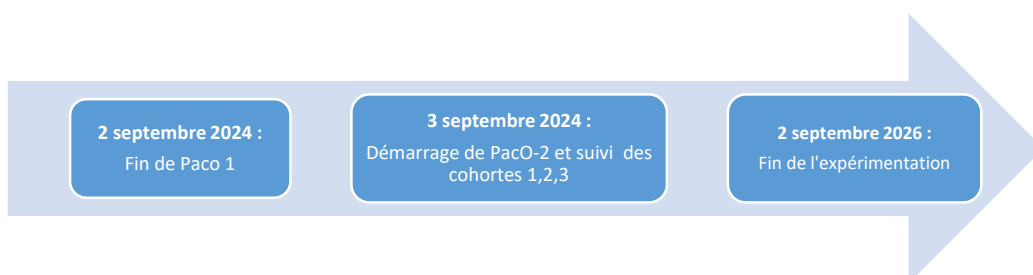 2 septembre 2024 :
Fin de Paco 1
3 septembre 2024 :
Démarrage de PacO-2 et suivi des
cohortes 1,2,3
2 septembre 2026 :
Fin de l'expérimentation